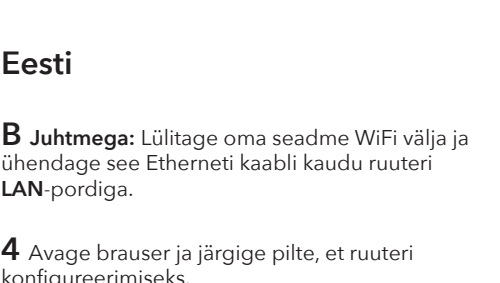 Eesti
B Juhtmega: Lülitage oma seadme WiFi välja ja
ühendage see Etherneti kaabli kaudu ruuteri
LAN-pordiga.
4 Avage brauser ja järgige pilte, et ruuteri
konfigureerimiseks.